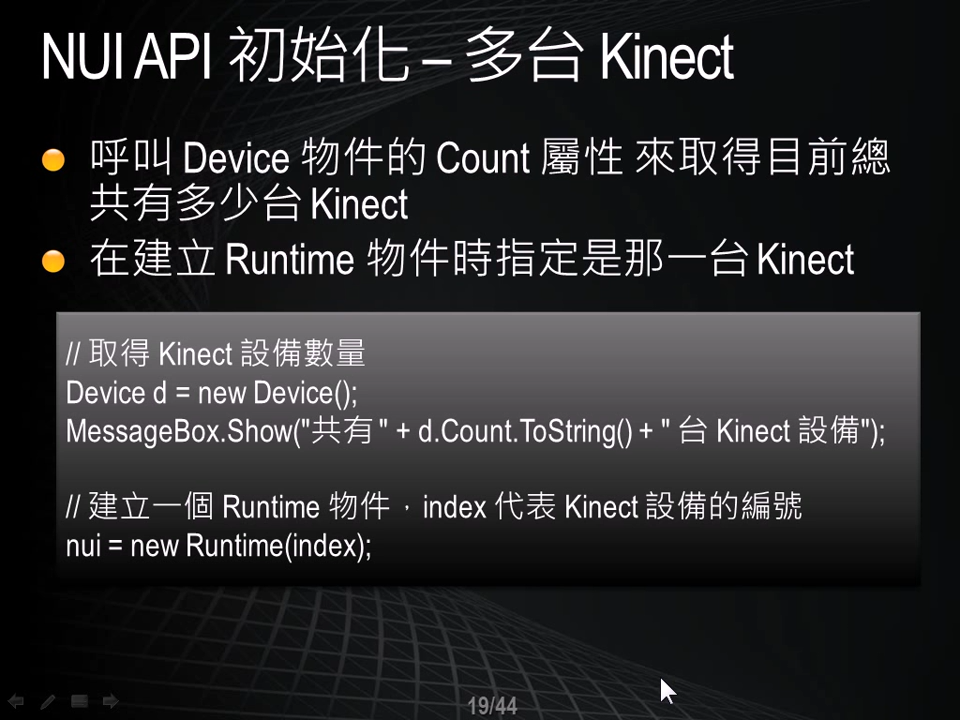 NUI API 初始化 – 多台 Kinect
呼叫 Device 物件的 Count 屬性 來取得目前總
共有多少台 Kinect
在建立 Runtime 物件時指定是那一台 Kinect
// 取得 Kinect 設備數量
Device d = new Device();
MessageBox.Show("共有 " + d.Count.ToString() + " 台 Kinect 設備");
// 建立一個 Runtime 物件，index 代表 Kinect 設備的編號
nui = new Runtime(index);
19/44